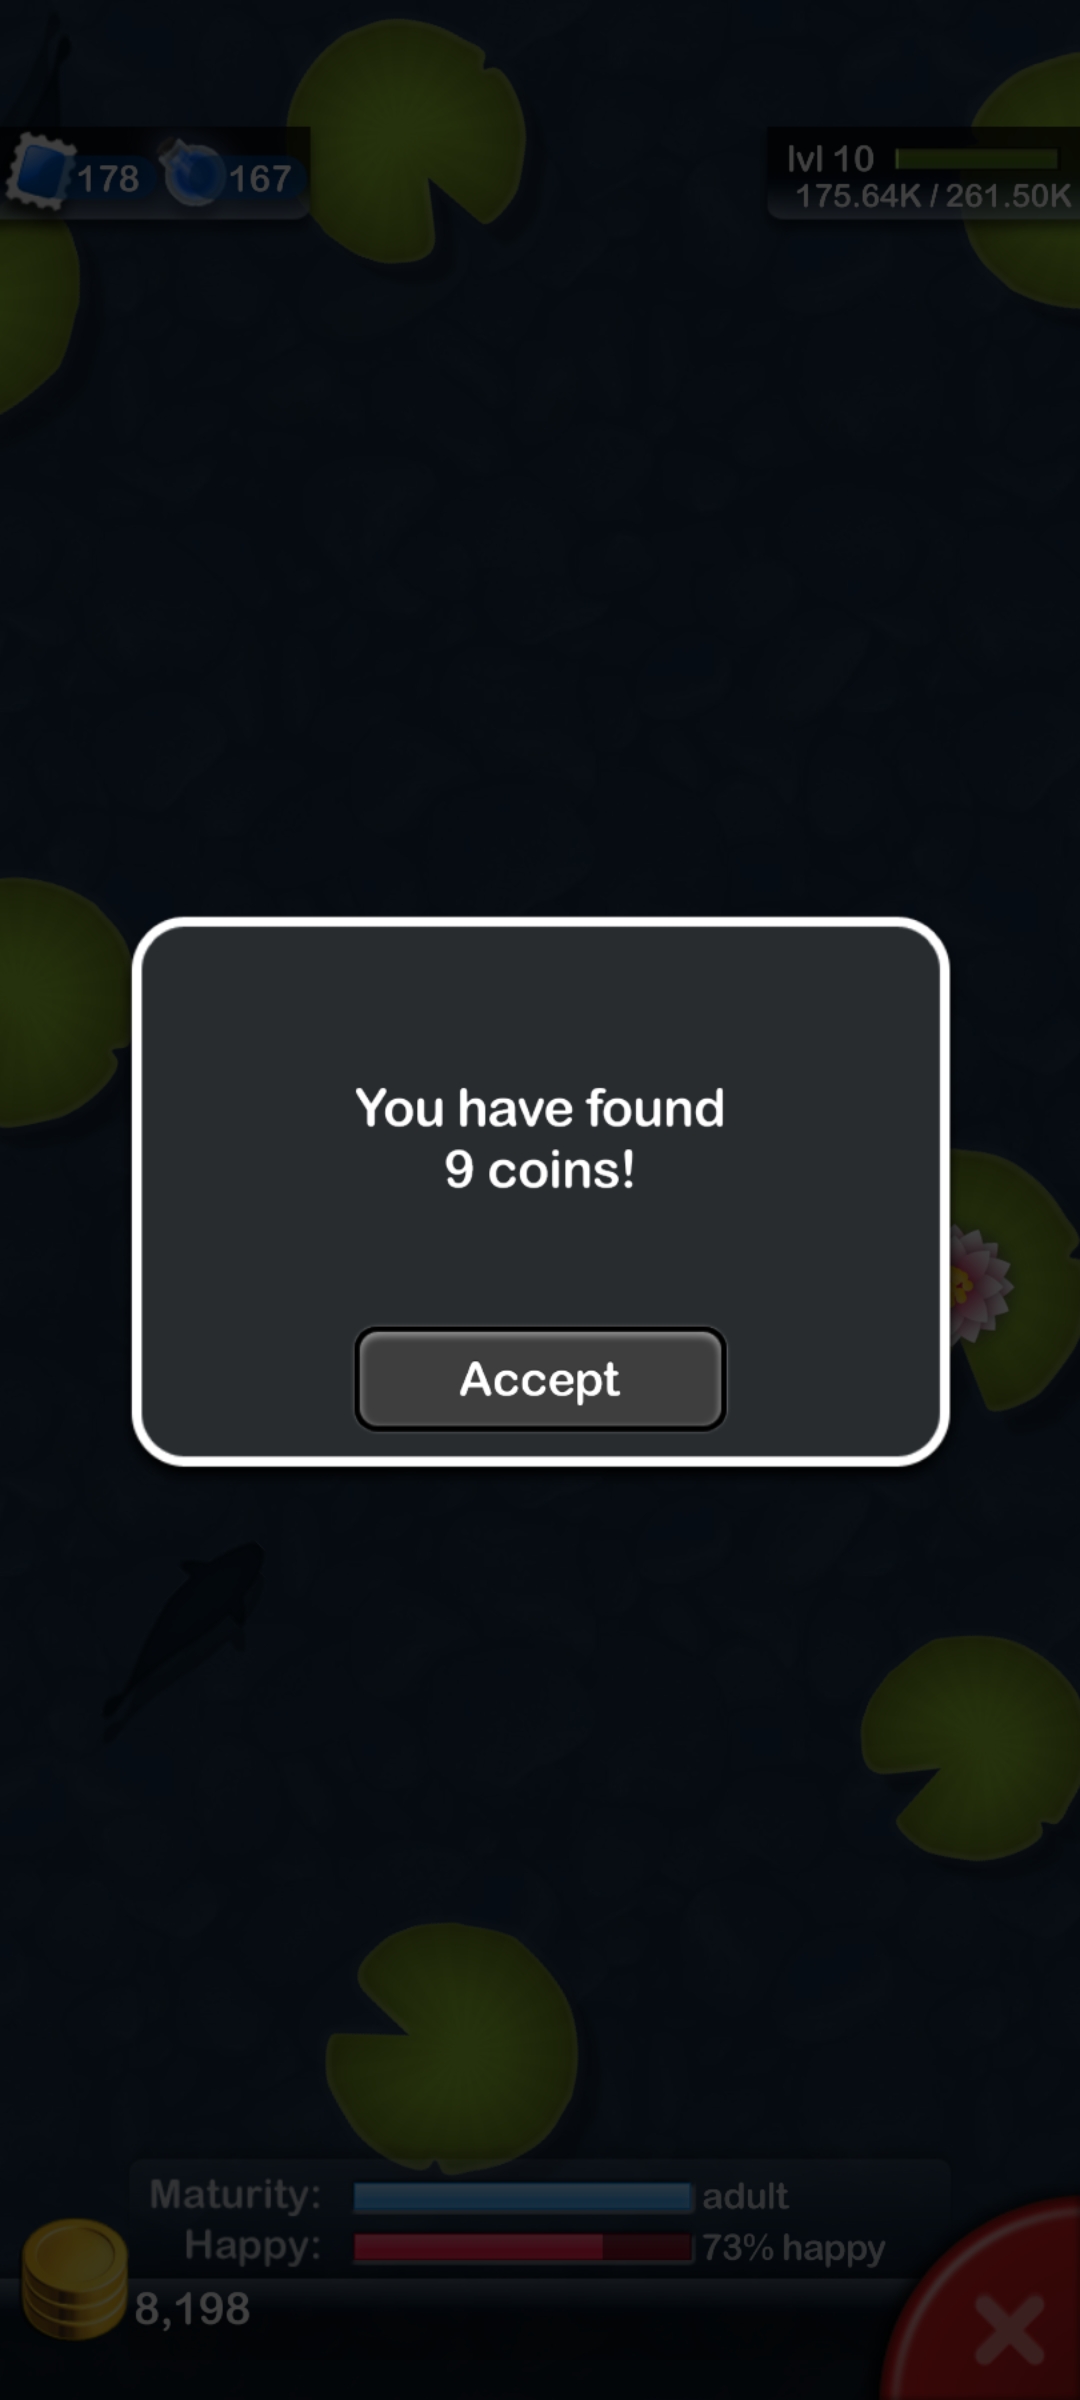 178 167
lvl 10
175.64K / 261.50K
You have found
9 coins!
Accept
Maturity: adult
Happy: 73% happy
8,198